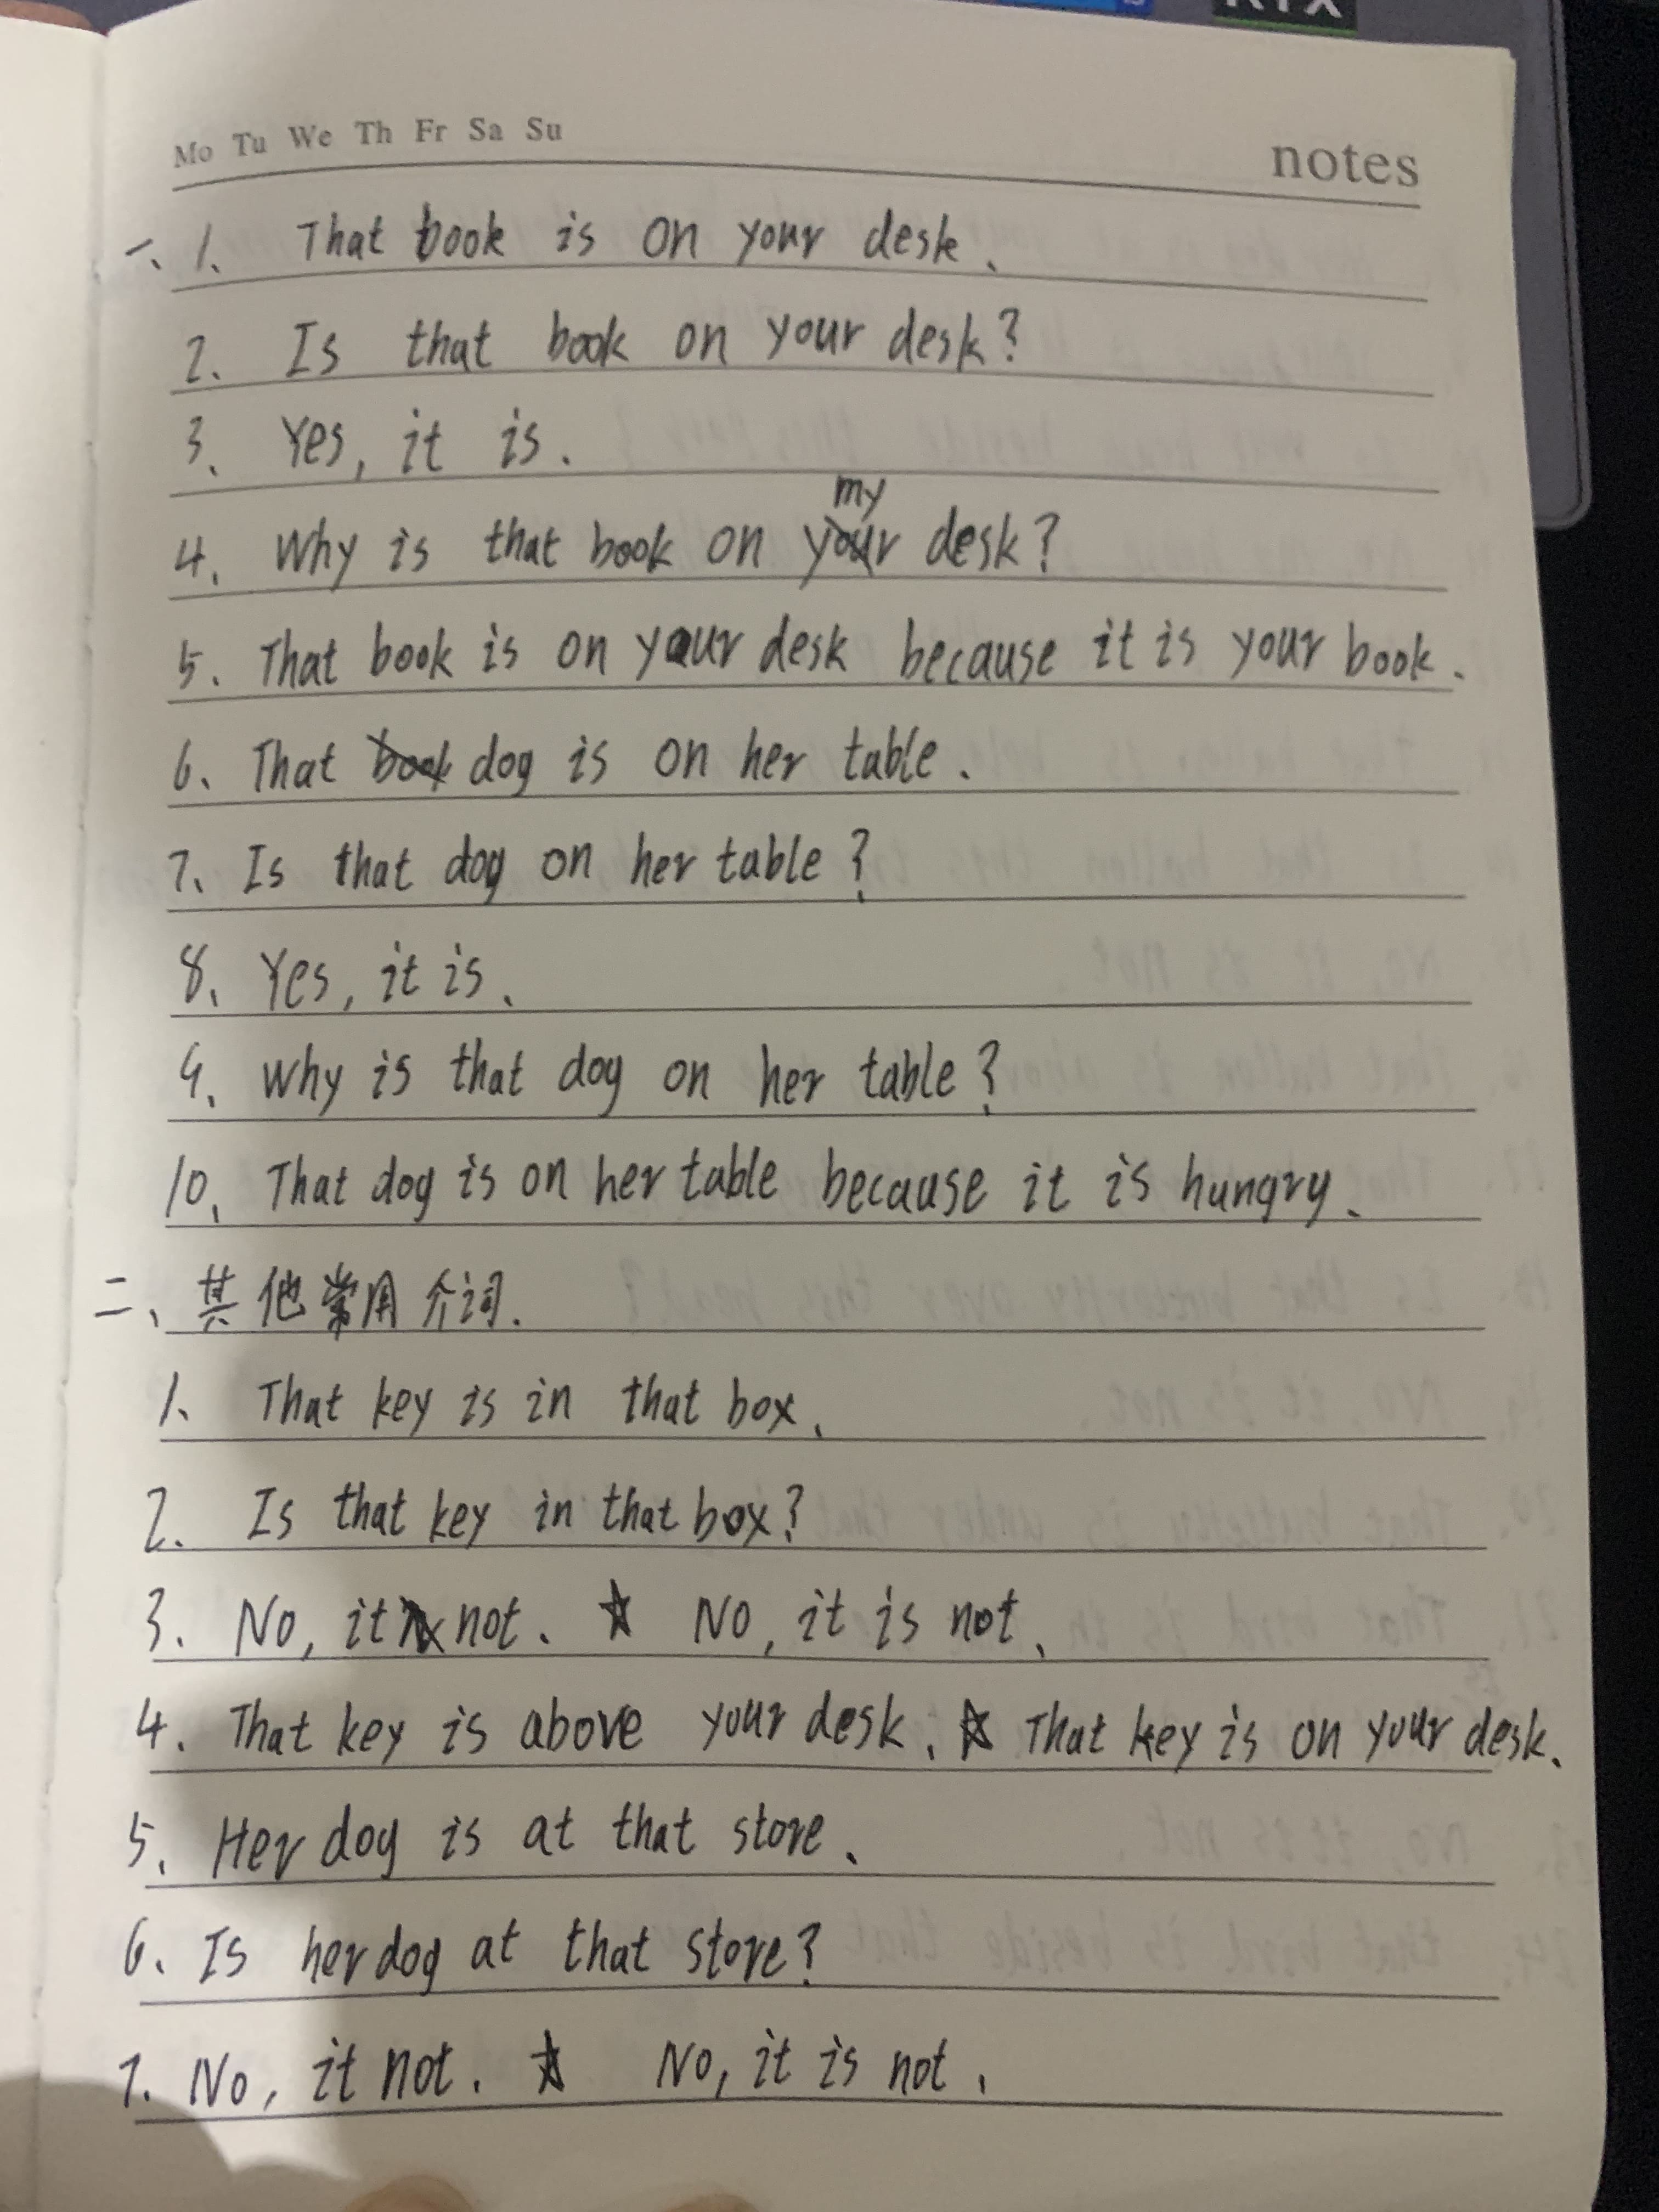 Mo Tu We Th Fr Sa Su notes
一、1. That book is on your desk.
2. Is that book on your desk?
3. Yes, it is.
my
4. Why is that book on your desk?
5. That book is on your desk because it is your book.
6. That book dog is on her table.
7. Is that dog on her table?
8. Yes, it is.
9. Why is that dog on her table?
10. That dog is on her table because it is hungry.
二、其他常用介词.
1. That key is in that box.
2. Is that key in that box?
3. No, it not. ☆ No, it is not.
4. That key is above your desk. ☆ That key is on your desk.
5. Her dog is at that store.
6. Is her dog at that store?
7. No, it not. ☆ No, it is not.